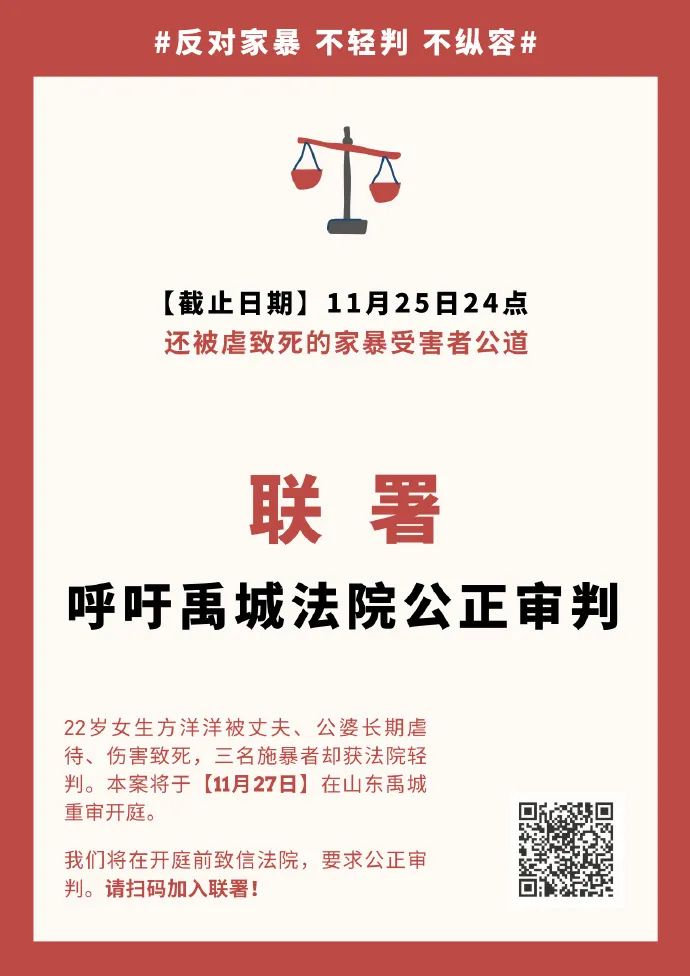 #反对家暴 不轻判 不纵容#
【截止日期】11月25日24点
还被虐致死的家暴受害者公道
联 署
呼吁禹城法院公正审判
22岁女生方洋洋被丈夫、公婆长期虐
待、伤害致死，三名施暴者却获法院轻
判。本案将于【11月27日】在山东禹城
重审开庭。
我们将在开庭前致信法院，要求公正审
判。请扫码加入联署！